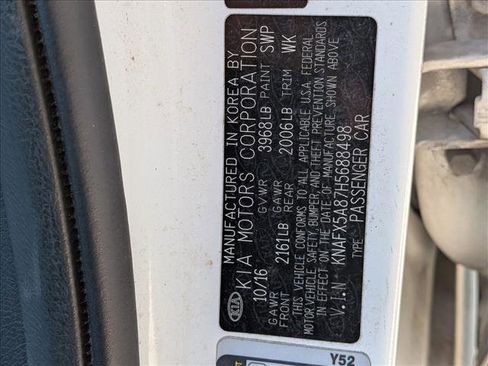 MANUFACTURED IN KOREA BY
KIA MOTORS CORPORATION
10/16 GVWR 3968LB PAINT SWP
GAWR FRONT 2161LB GAWR REAR 2006LB TRIM WK
THIS VEHICLE CONFORMS TO ALL APPLICABLE U.S.A. FEDERAL
MOTOR VEHICLE SAFETY, BUMPER, AND THEFT PREVENTION STANDARDS
IN EFFECT ON THE DATE OF MANUFACTURE SHOWN ABOVE
V.I.N KNAFX5A87H5688498
TYPE PASSENGER CAR
KIA
Y52